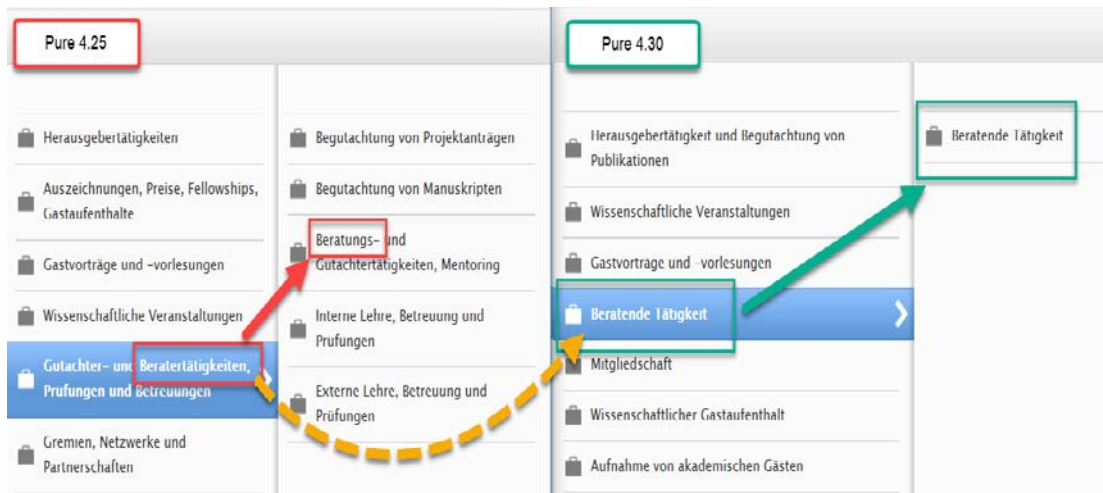 Pure 4.25
Herausgebertätigkeiten
Auszeichnungen, Preise, Fellowships,
Gastaufenthalte
Gastvorträge und -vorlesungen
Wissenschaftliche Veranstaltungen
Gutachter- und Beratertätigkeiten,
Prüfungen und Betreuungen
Gremien, Netzwerke und
Partnerschaften
Begutachtung von Projektanträgen
Begutachtung von Manuskripten
Beratungs- und
Gutachtertätigkeiten, Mentoring
Interne Lehre, Betreuung und
Prüfungen
Externe Lehre, Betreuung und
Prüfungen
Pure 4.30
Herausgebertätigkeit und Begutachtung von
Publikationen
Wissenschaftliche Veranstaltungen
Gastvorträge und -vorlesungen
Beratende Tätigkeit
Mitgliedschaft
Wissenschaftlicher Gastaufenthalt
Aufnahme von akademischen Gästen
Beratende Tätigkeit